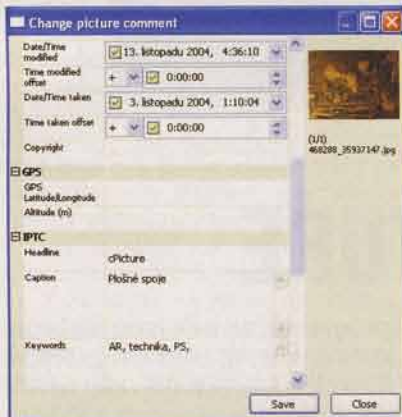 Change picture comment
Date/Time modified
13. listopadu 2004, 4:36:10
Time modified offset
+ 0:00:00
Date/Time taken
3. listopadu 2004, 1:10:04
Time taken offset
+ 0:00:00
Copyright
(1/1)
468288_35937147.jpg
GPS
GPS Latitude/Longitude
Altitude (m)
IPTC
Headline
cPicture
Caption
Plošné spoje
Keywords
AR, technika, PS,
Save
Close